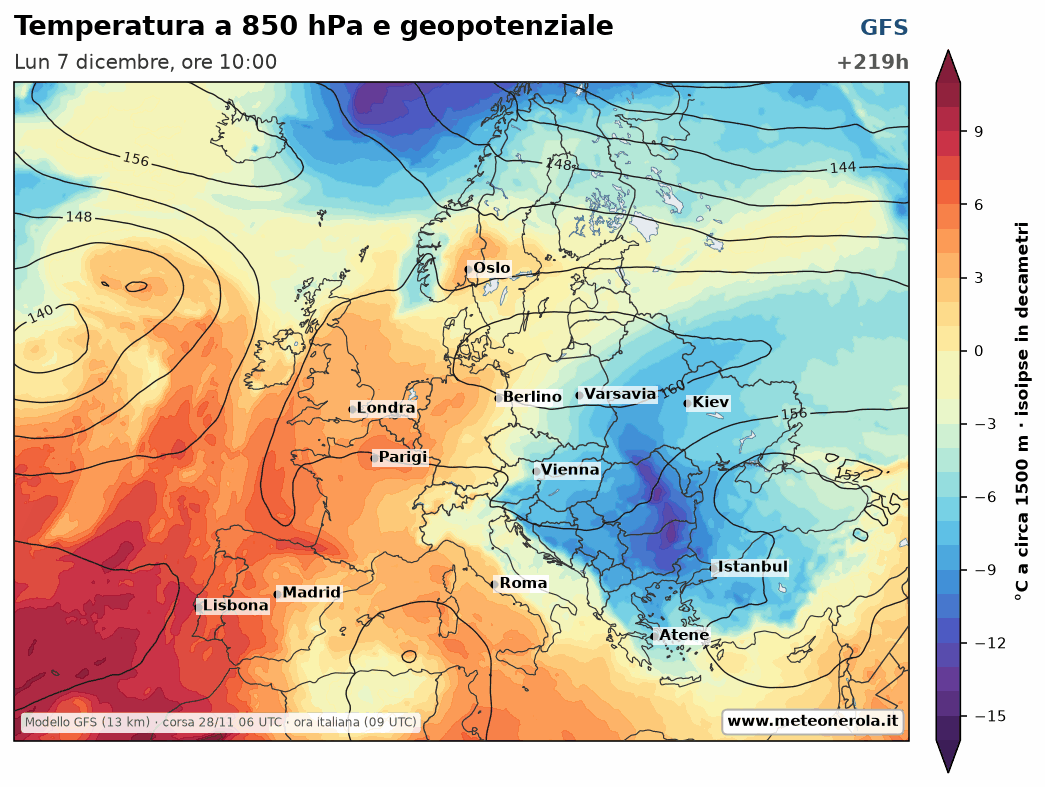 Temperatura a 850 hPa e geopotenziale
GFS
Lun 7 dicembre, ore 10:00
+219h
156
148
144
148
140
Oslo
Berlino
Varsavia
160
Kiev
Londra
156
Parigi
Vienna
152
Istanbul
Roma
Madrid
Lisbona
Atene
Modello GFS (13 km) · corsa 28/11 06 UTC · ora italiana (09 UTC)
www.meteonerola.it
9
6
3
0
−3
−6
−9
−12
−15
°C a circa 1500 m · isoipse in decametri